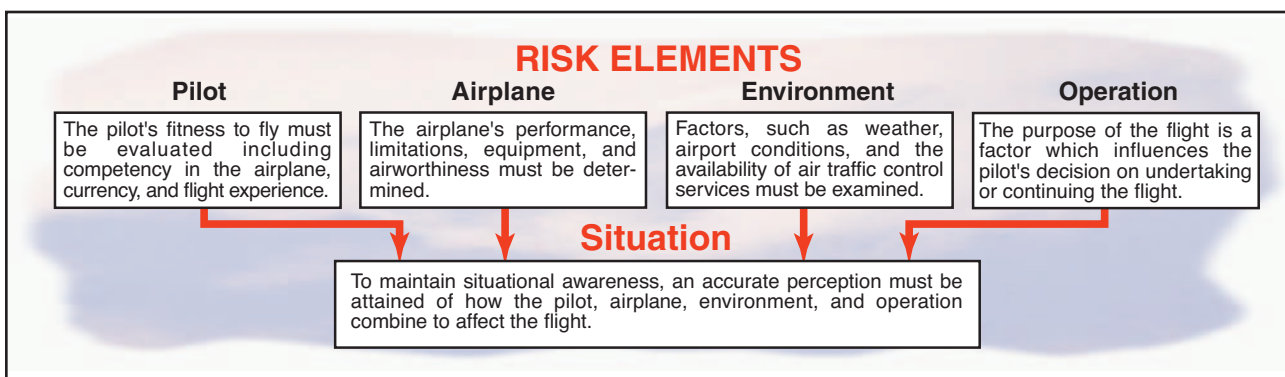 RISK ELEMENTS
Pilot
The pilot's fitness to fly must
be evaluated including
competency in the airplane,
currency, and flight experience.
Airplane
The airplane's performance,
limitations, equipment, and
airworthiness must be deter-
mined.
Environment
Factors, such as weather,
airport conditions, and the
availability of air traffic control
services must be examined.
Operation
The purpose of the flight is a
factor which influences the
pilot's decision on undertaking
or continuing the flight.
Situation
To maintain situational awareness, an accurate perception must be
attained of how the pilot, airplane, environment, and operation
combine to affect the flight.